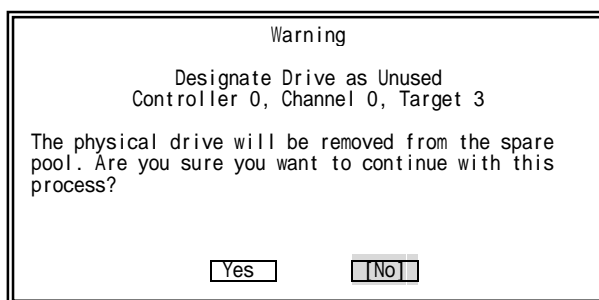 Warning
Designate Drive as Unused
Controller 0, Channel 0, Target 3
The physical drive will be removed from the spare
pool. Are you sure you want to continue with this
process?
Yes [No]